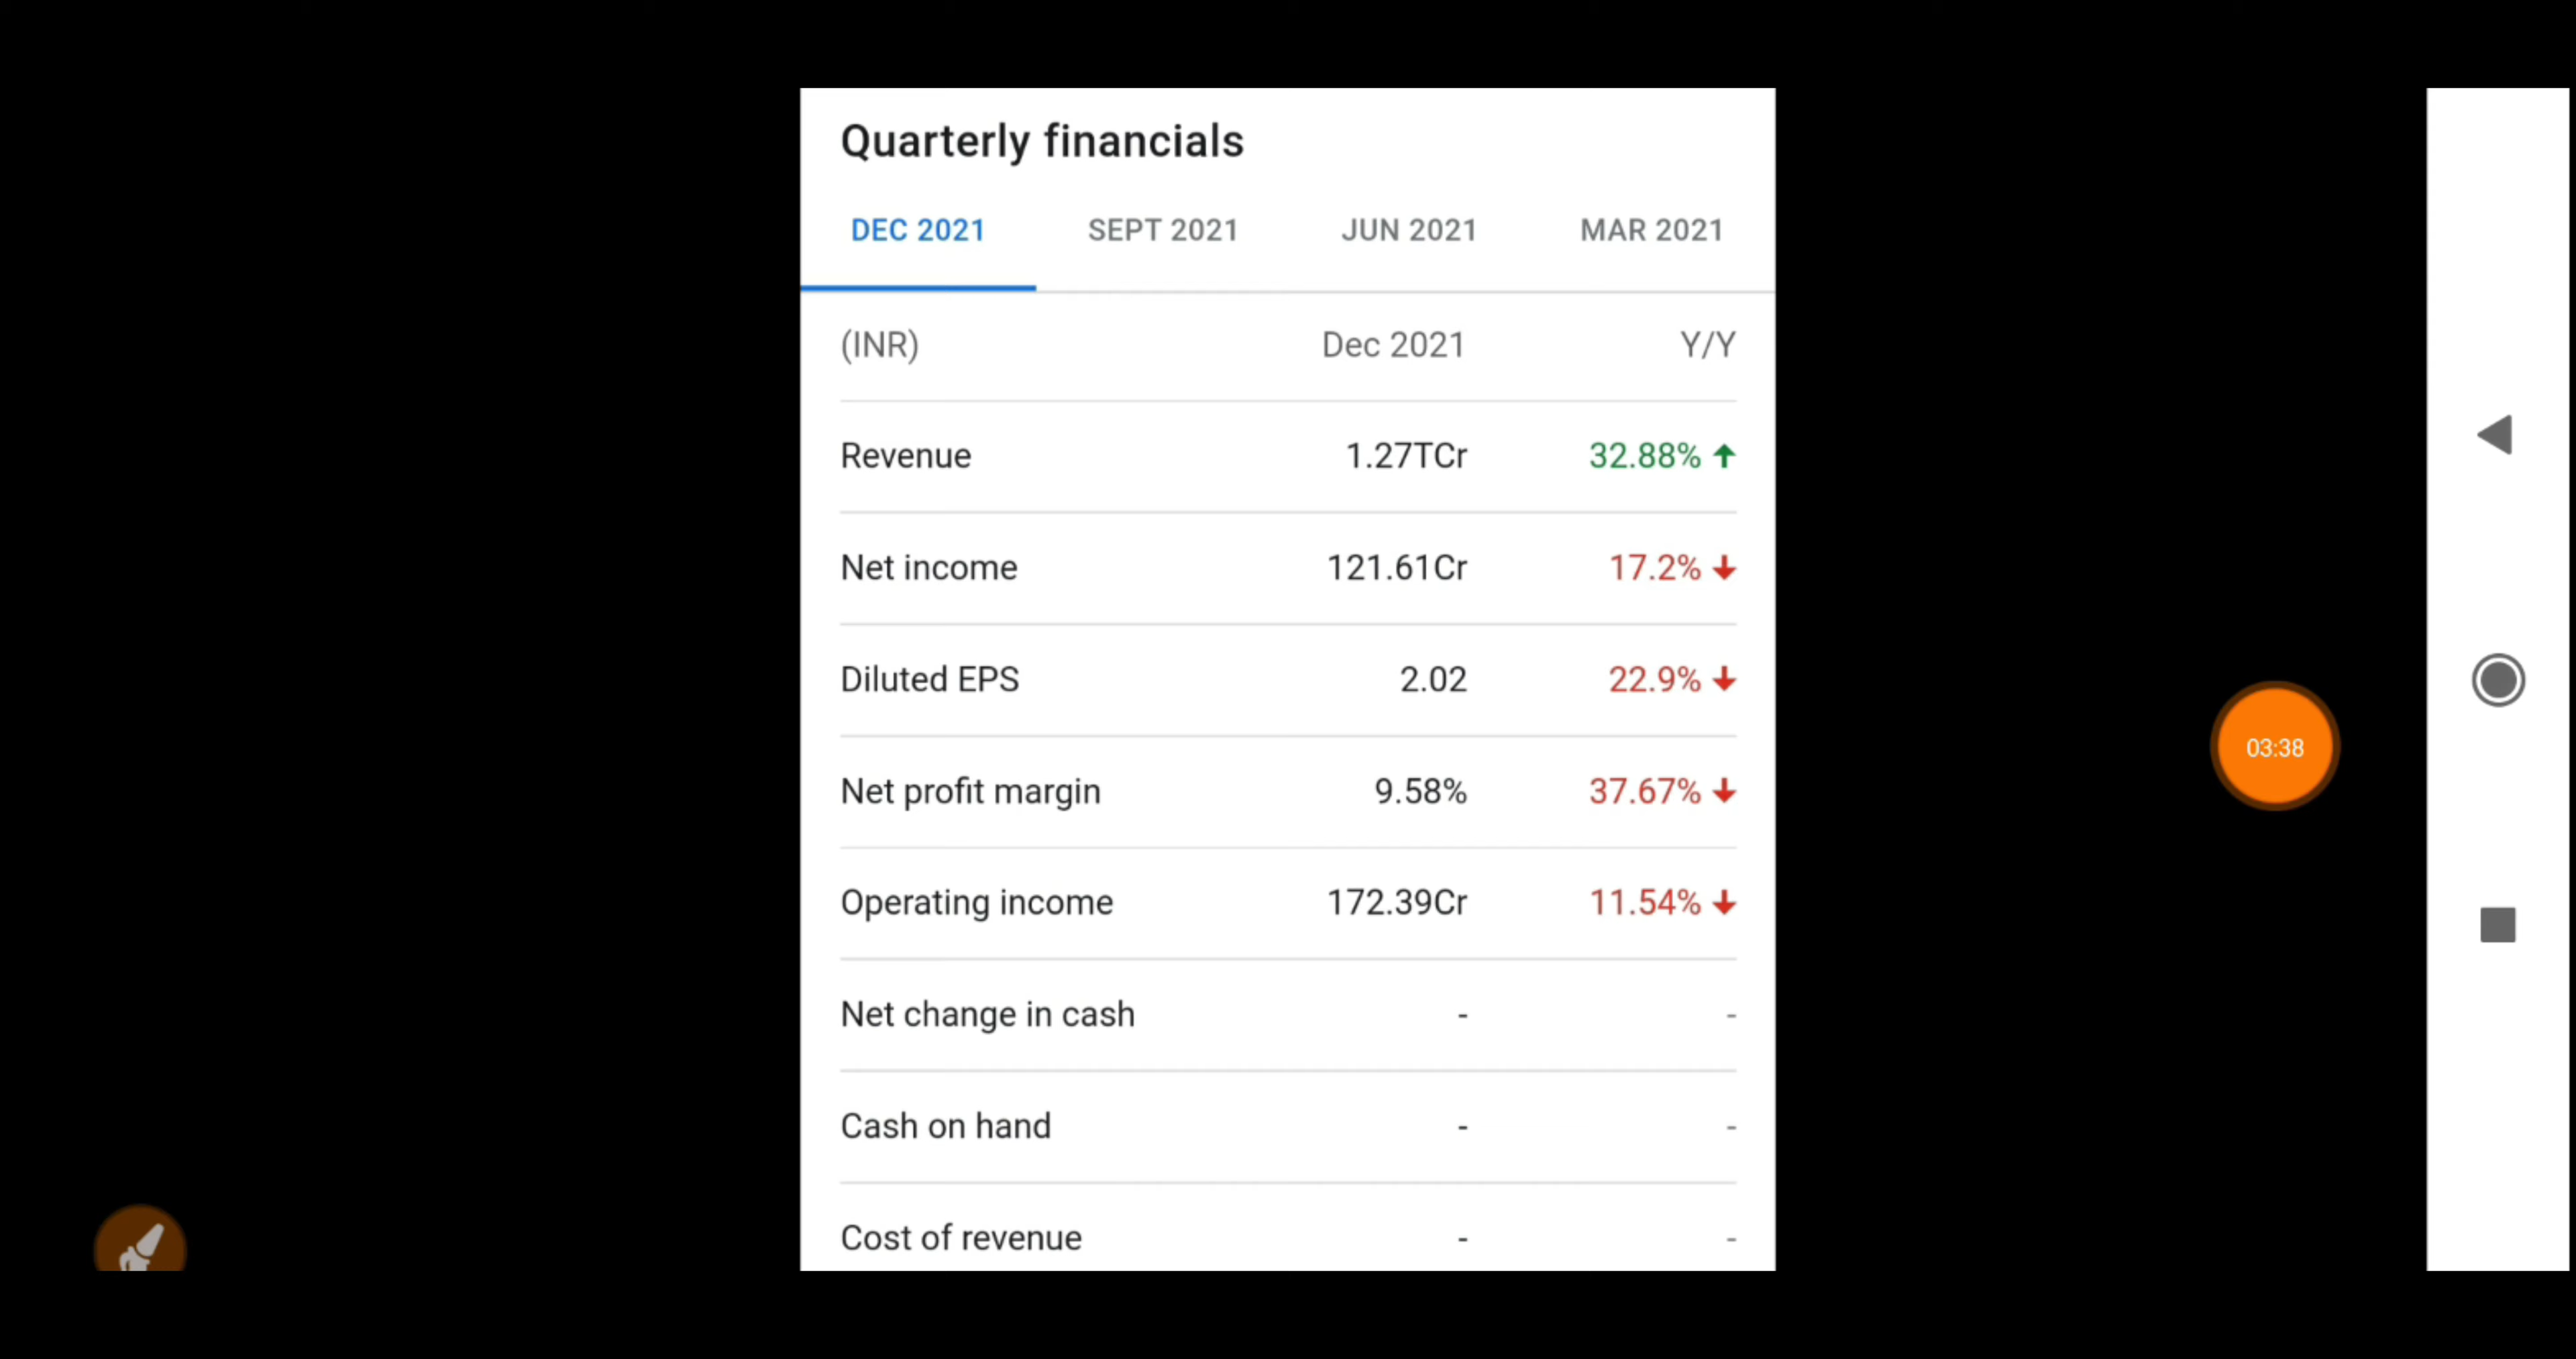 Quarterly financials
DEC 2021 SEPT 2021 JUN 2021 MAR 2021
(INR) Dec 2021 Y/Y
Revenue 1.27TCr 32.88%
Net income 121.61Cr 17.2%
Diluted EPS 2.02 22.9%
Net profit margin 9.58% 37.67%
Operating income 172.39Cr 11.54%
Net change in cash - -
Cash on hand - -
Cost of revenue - -
03:38